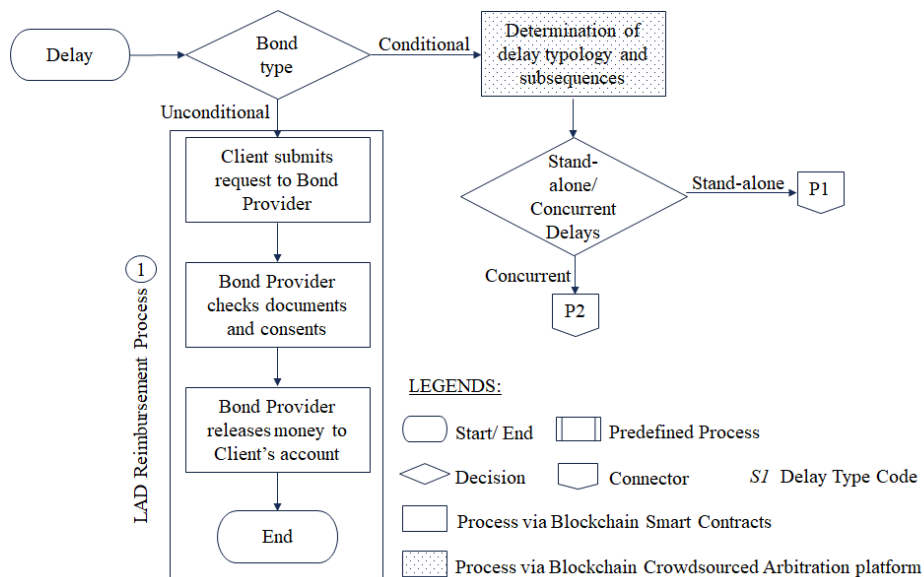 Delay
Bond
type
Conditional
Determination of
delay typology and
subsequences
Unconditional
Client submits
request to Bond
Provider
Stand-
alone/
Concurrent
Delays
Stand-alone
P1
Concurrent
P2
1
LAD Reimbursement Process
Bond Provider
checks documents
and consents
Bond Provider
releases money to
Client's account
End
LEGENDS:
Start/ End
Predefined Process
Decision
Connector
S1 Delay Type Code
Process via Blockchain Smart Contracts
Process via Blockchain Crowdsourced Arbitration platform